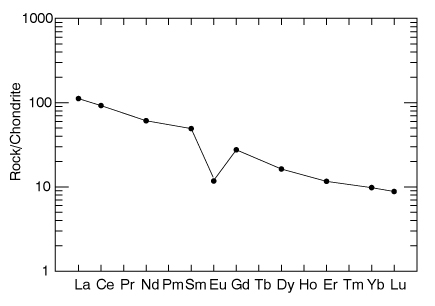 1000
100
10
1
Rock/Chondrite
La Ce Pr Nd Pm Sm Eu Gd Tb Dy Ho Er Tm Yb Lu